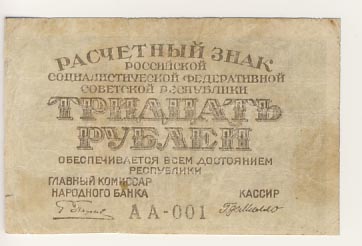 РАСЧЕТНЫЙ ЗНАК
РОССИЙСКОЙ
СОЦИАЛИСТИЧЕСКОЙ ФЕДЕРАТИВНОЙ
СОВЕТСКОЙ РЕСПУБЛИКИ
ТРИДЦАТЬ
РУБЛЕЙ
ОБЕСПЕЧИВАЕТСЯ ВСЕМ ДОСТОЯНИЕМ
РЕСПУБЛИКИ
ГЛАВНЫЙ КОМИССАР
НАРОДНОГО БАНКА
КАССИР
АА-001